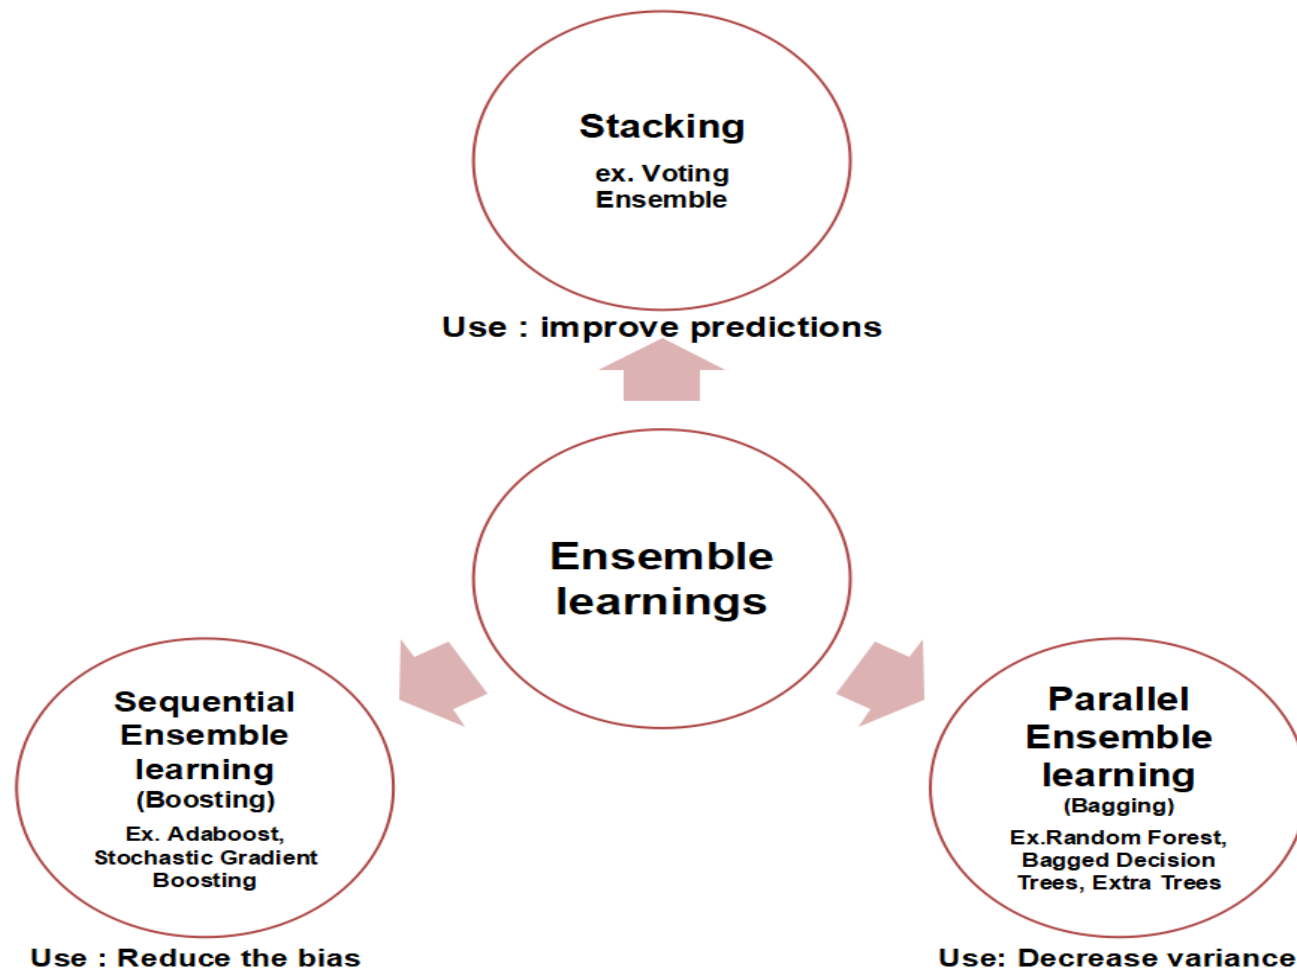 Stacking
ex. Voting
Ensemble
Use : improve predictions
Ensemble
learnings
Sequential
Ensemble
learning
(Boosting)
Ex. Adaboost,
Stochastic Gradient
Boosting
Use : Reduce the bias
Parallel
Ensemble
learning
(Bagging)
Ex.Random Forest,
Bagged Decision
Trees, Extra Trees
Use: Decrease variance